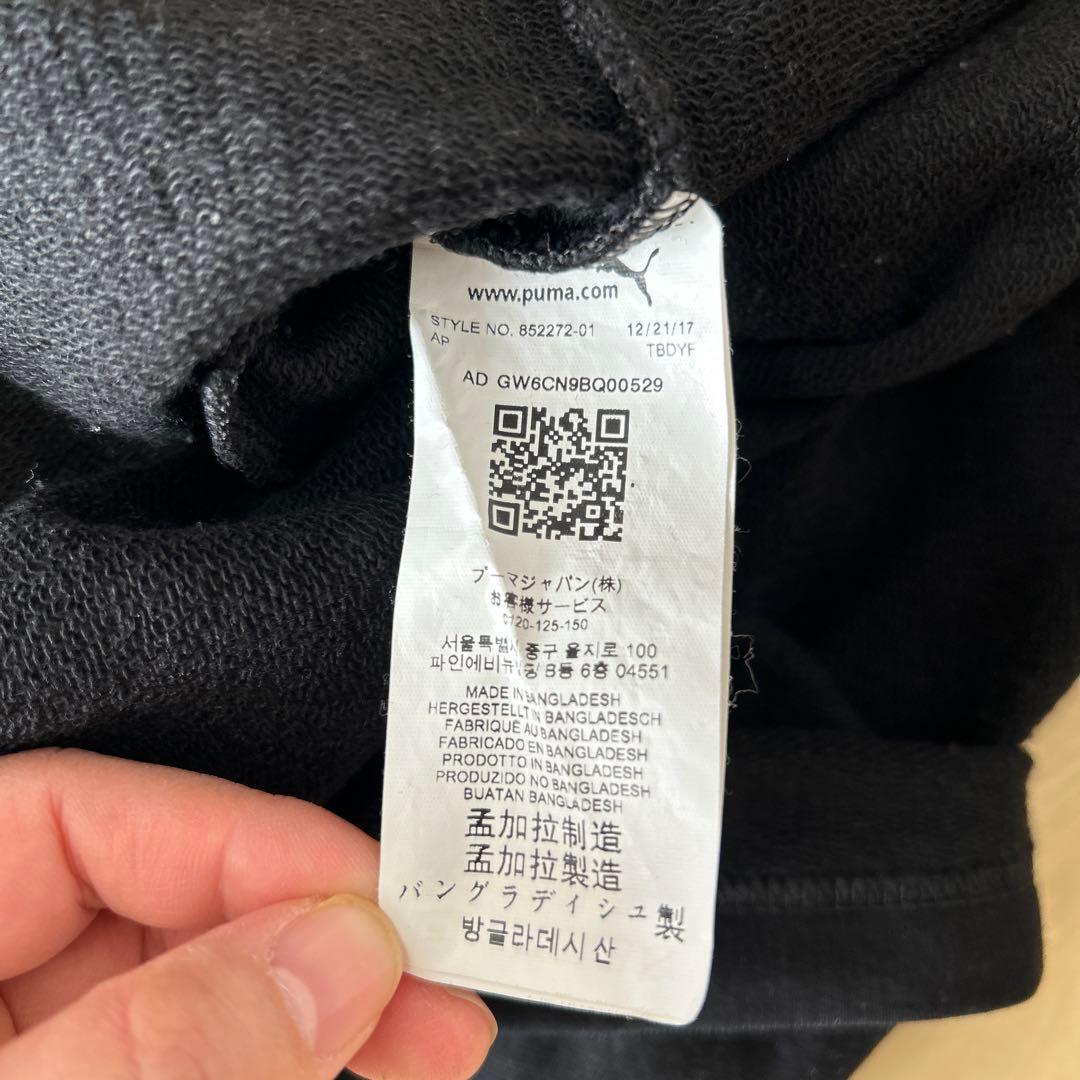 www.puma.com
STYLE NO. 852272-01 12/21/17
AP TBDYF
AD GW6CN9BQ00529
プーマジャパン(株)
お客様サービス
0120-125-150
서울특별시 중구 을지로 100
파인에비뉴 B동 6층 04551
MADE IN BANGLADESH
HERGESTELLT IN BANGLADESCH
FABRIQUE AU BANGLADESH
FABRICADO EN BANGLADESH
PRODOTTO IN BANGLADESH
PRODUZIDO NO BANGLADESH
BUATAN BANGLADESH
孟加拉制造
孟加拉製造
バングラディシュ製
방글라데시 산